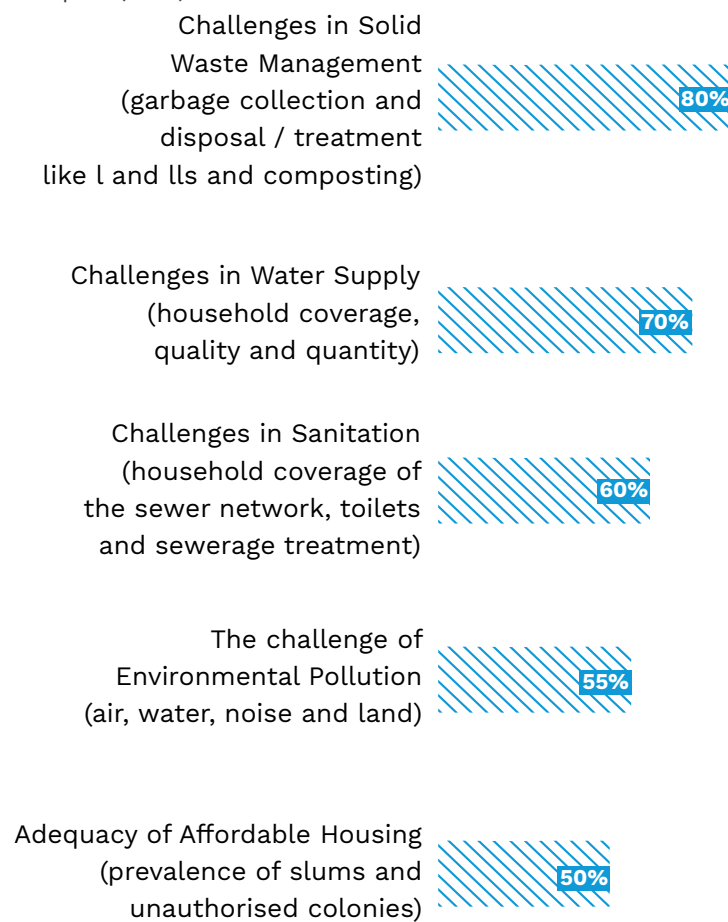 Challenges in Solid
Waste Management
(garbage collection and
disposal / treatment
like l and lls and composting)
80%
Challenges in Water Supply
(household coverage,
quality and quantity)
70%
Challenges in Sanitation
(household coverage of
the sewer network, toilets
and sewerage treatment)
60%
The challenge of
Environmental Pollution
(air, water, noise and land)
55%
Adequacy of Affordable Housing
(prevalence of slums and
unauthorised colonies)
50%